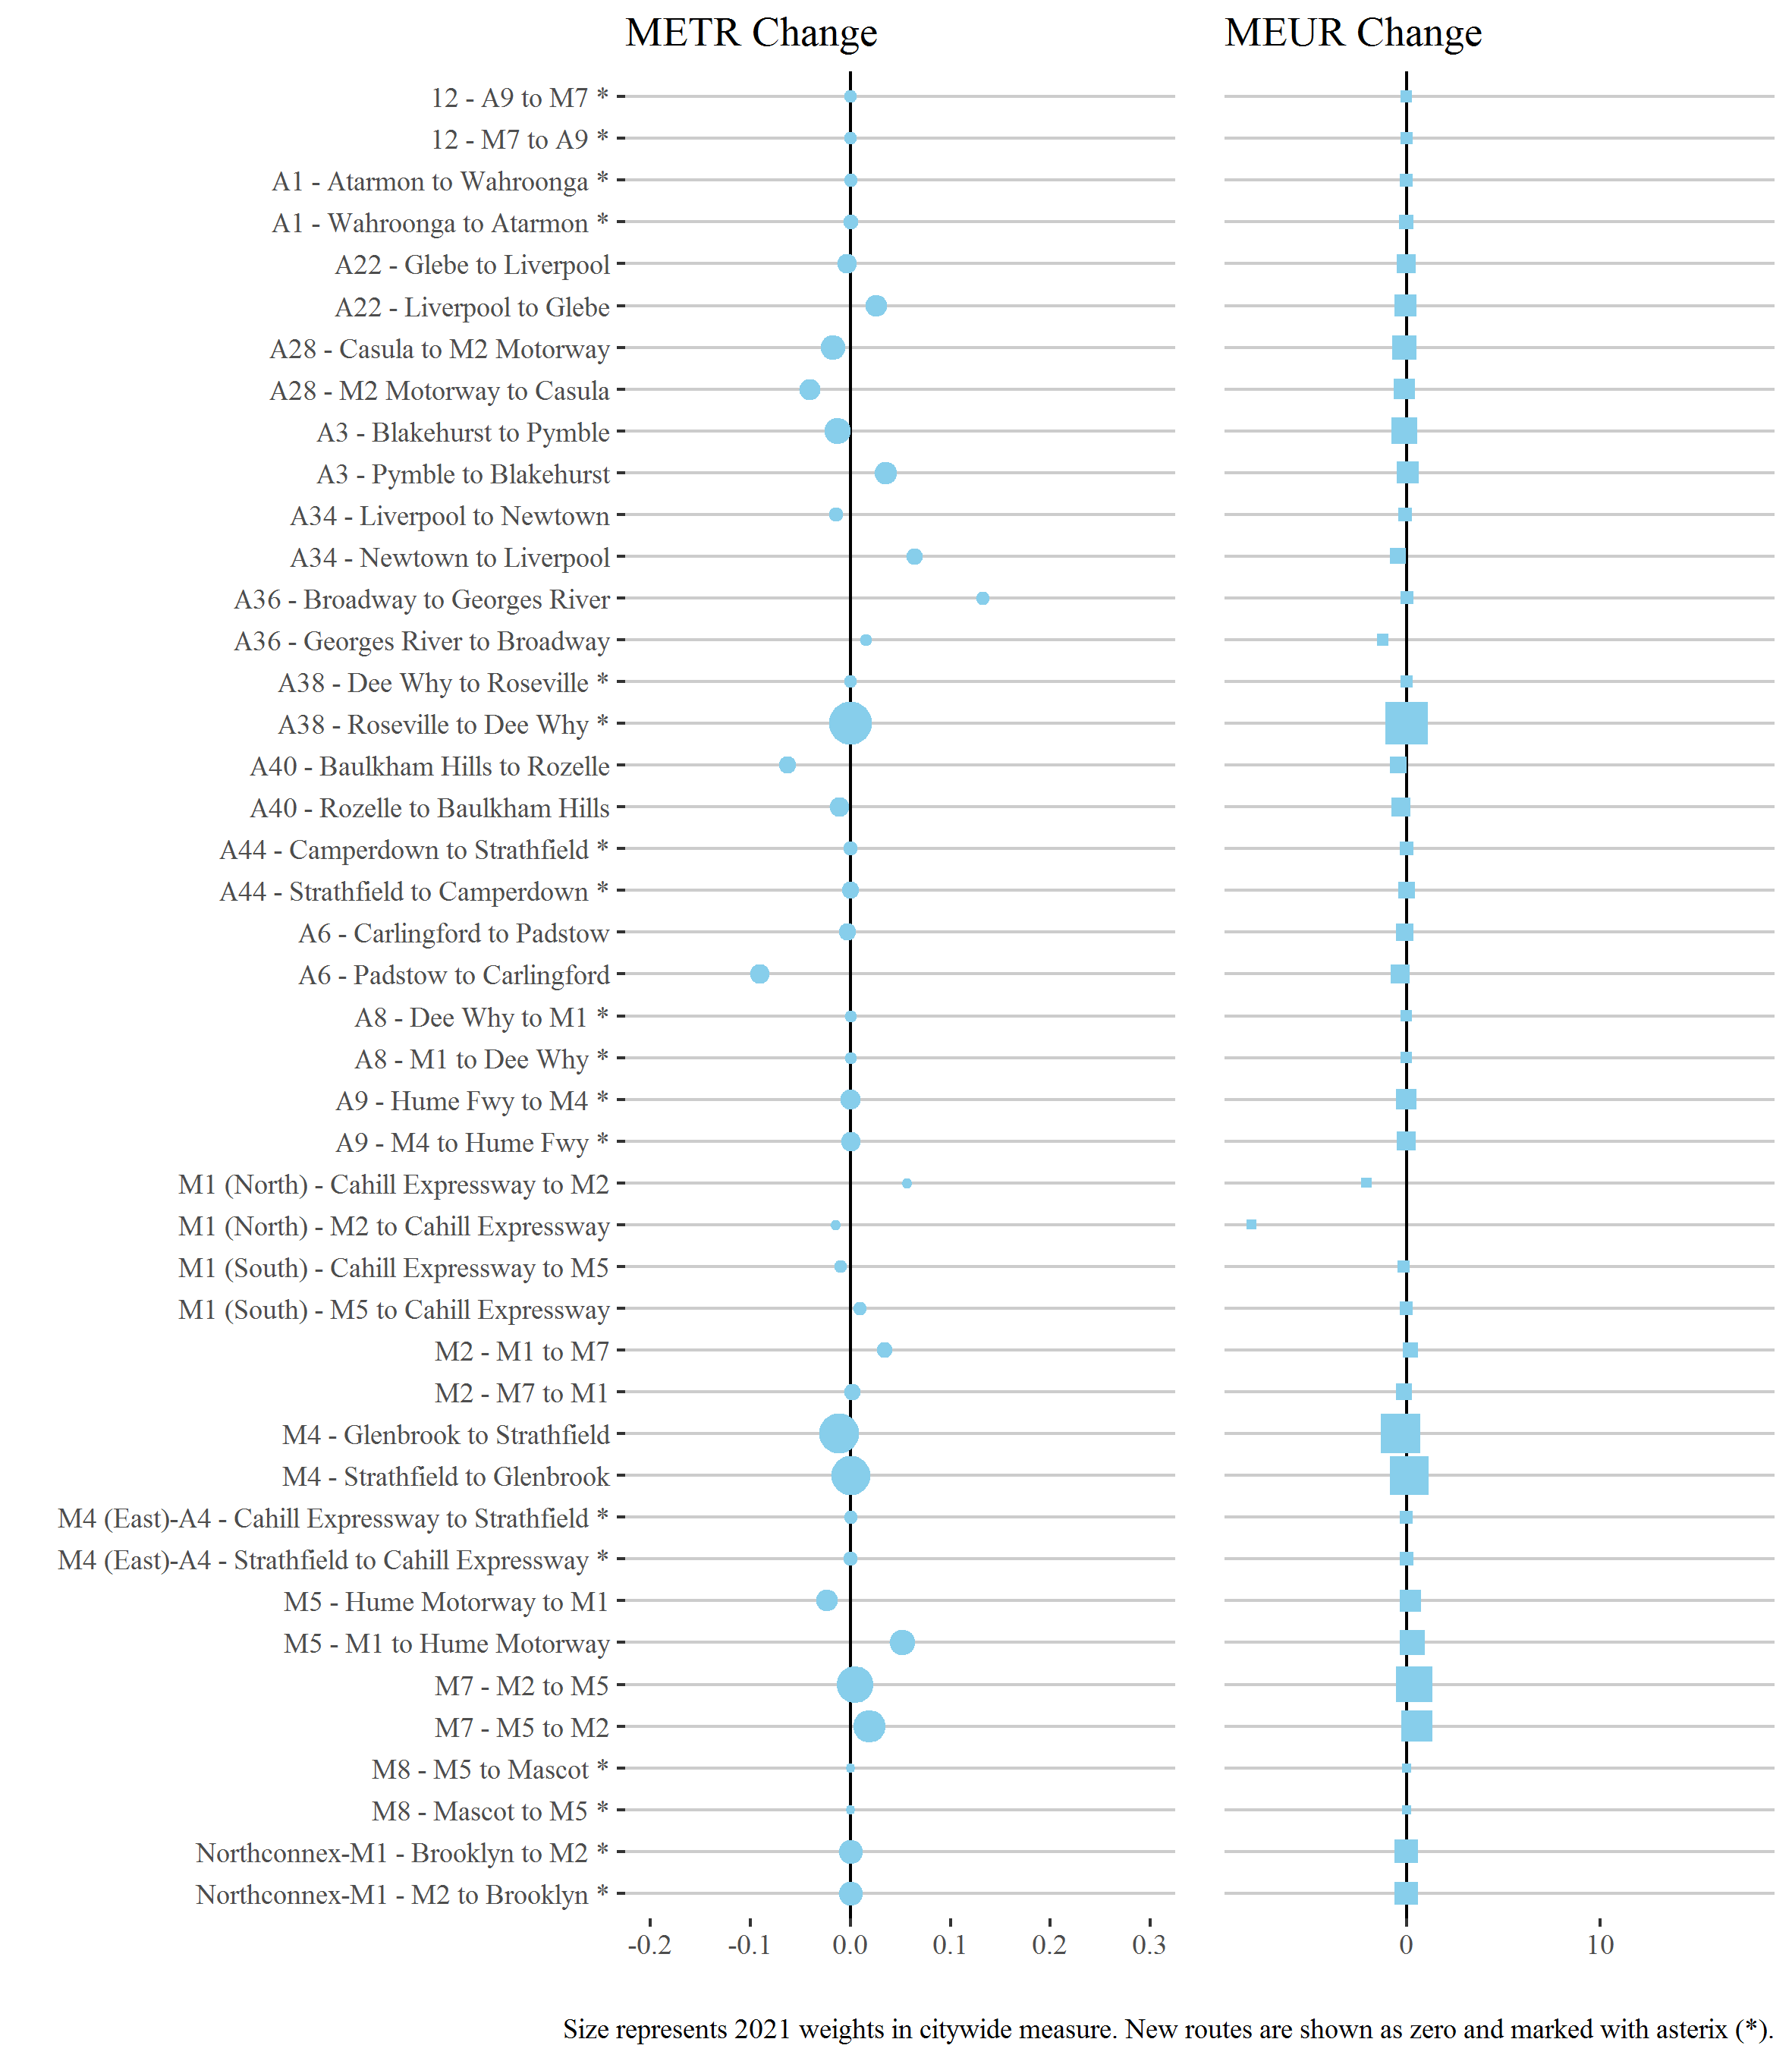 METR Change
MEUR Change
12 - A9 to M7 *
12 - M7 to A9 *
A1 - Atarmon to Wahroonga *
A1 - Wahroonga to Atarmon *
A22 - Glebe to Liverpool
A22 - Liverpool to Glebe
A28 - Casula to M2 Motorway
A28 - M2 Motorway to Casula
A3 - Blakehurst to Pymble
A3 - Pymble to Blakehurst
A34 - Liverpool to Newtown
A34 - Newtown to Liverpool
A36 - Broadway to Georges River
A36 - Georges River to Broadway
A38 - Dee Why to Roseville *
A38 - Roseville to Dee Why *
A40 - Baulkham Hills to Rozelle
A40 - Rozelle to Baulkham Hills
A44 - Camperdown to Strathfield *
A44 - Strathfield to Camperdown *
A6 - Carlingford to Padstow
A6 - Padstow to Carlingford
A8 - Dee Why to M1 *
A8 - M1 to Dee Why *
A9 - Hume Fwy to M4 *
A9 - M4 to Hume Fwy *
M1 (North) - Cahill Expressway to M2
M1 (North) - M2 to Cahill Expressway
M1 (South) - Cahill Expressway to M5
M1 (South) - M5 to Cahill Expressway
M2 - M1 to M7
M2 - M7 to M1
M4 - Glenbrook to Strathfield
M4 - Strathfield to Glenbrook
M4 (East)-A4 - Cahill Expressway to Strathfield *
M4 (East)-A4 - Strathfield to Cahill Expressway *
M5 - Hume Motorway to M1
M5 - M1 to Hume Motorway
M7 - M2 to M5
M7 - M5 to M2
M8 - M5 to Mascot *
M8 - Mascot to M5 *
Northconnex-M1 - Brooklyn to M2 *
Northconnex-M1 - M2 to Brooklyn *
-0.2 -0.1 0.0 0.1 0.2 0.3
0 10
Size represents 2021 weights in citywide measure. New routes are shown as zero and marked with asterix (*).